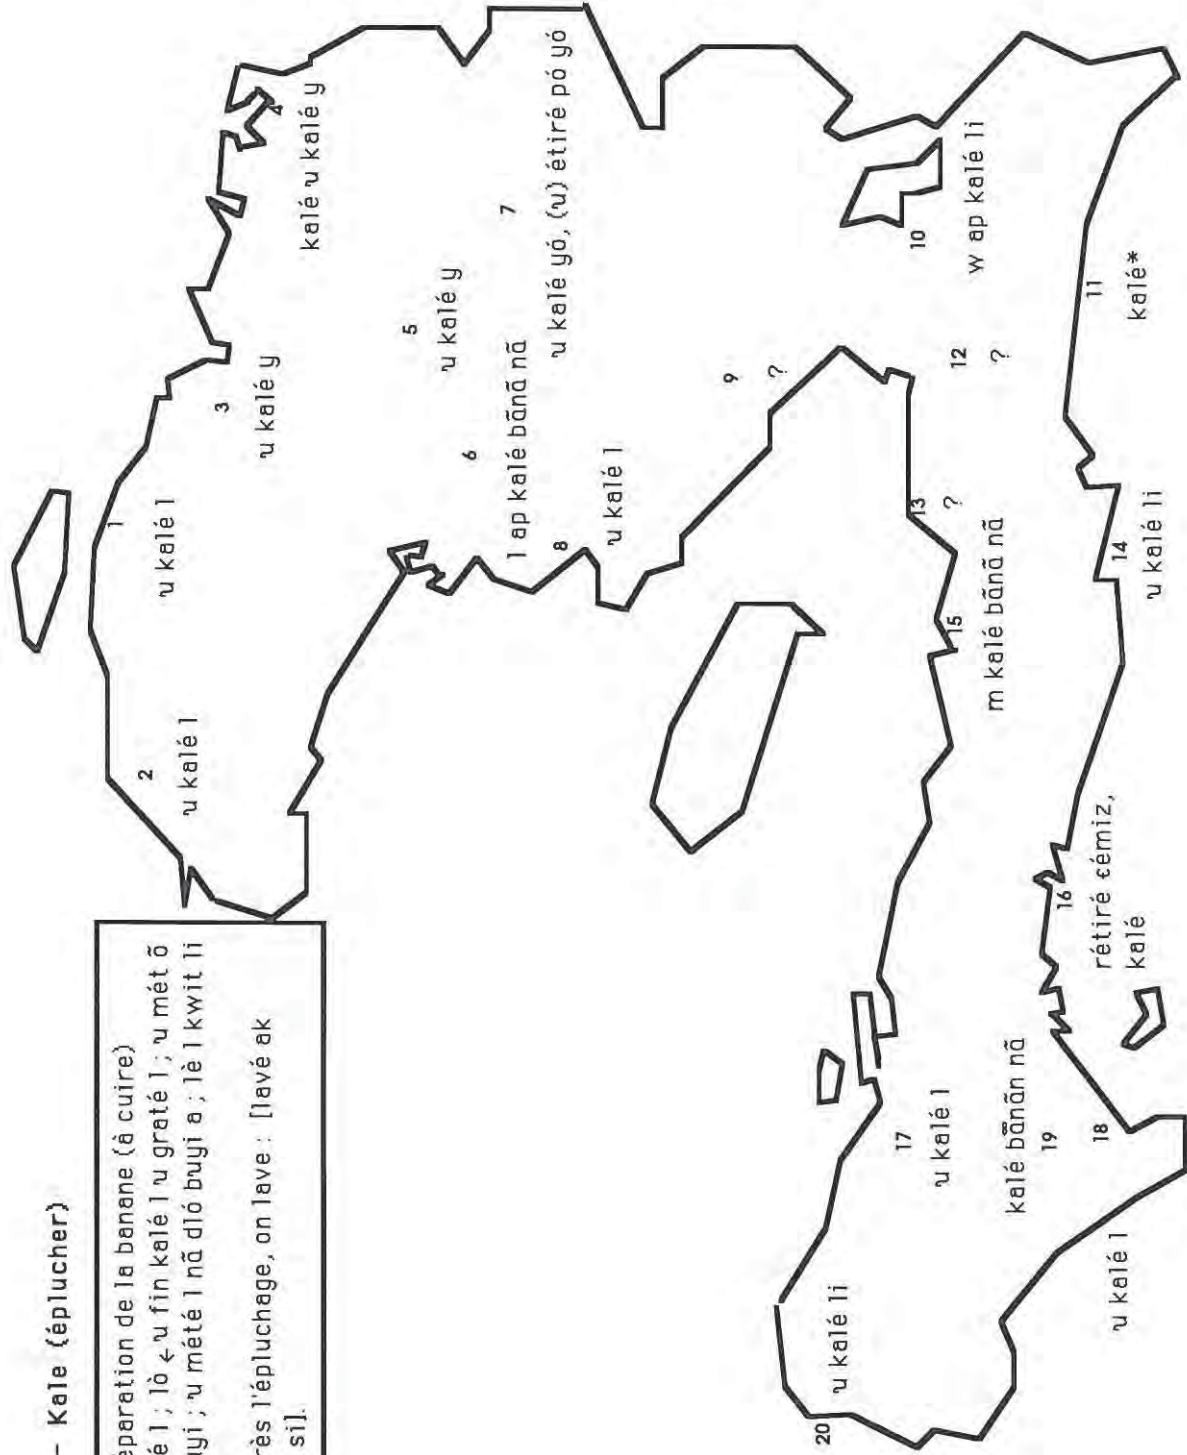 – Kale (éplucher)
éparation de la banane (à cuire)
é l ; lò ← u fin kalé l u graté l ; u mét õ
uyi ; u mété l nã dló buyi a ; lè l kwit li
rès l'épluchage, on lave : [lavé ak
si].
1
u kalé l
2
u kalé l
3
u kalé y
kalé u kalé y
5
u kalé y
6
l ap kalé bãnã nã
7
u kalé yó, (u) étiré pó yó
8
u kalé l
9
?
10
w ap kalé li
11
kalé*
12
?
13
?
14
u kalé li
15
m kalé bãnã nã
16
rétiré cémiz,
kalé
17
u kalé l
kalé bãnãn nã
19
18
u kalé l
20
u kalé li